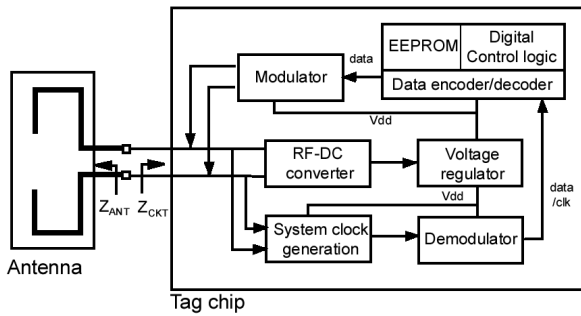 EEPROM
Digital
Control logic
data
Modulator
Data encoder/decoder
Vdd
RF-DC
converter
Voltage
regulator
ZANT
ZCKT
Vdd
data
/clk
System clock
generation
Demodulator
Antenna
Tag chip